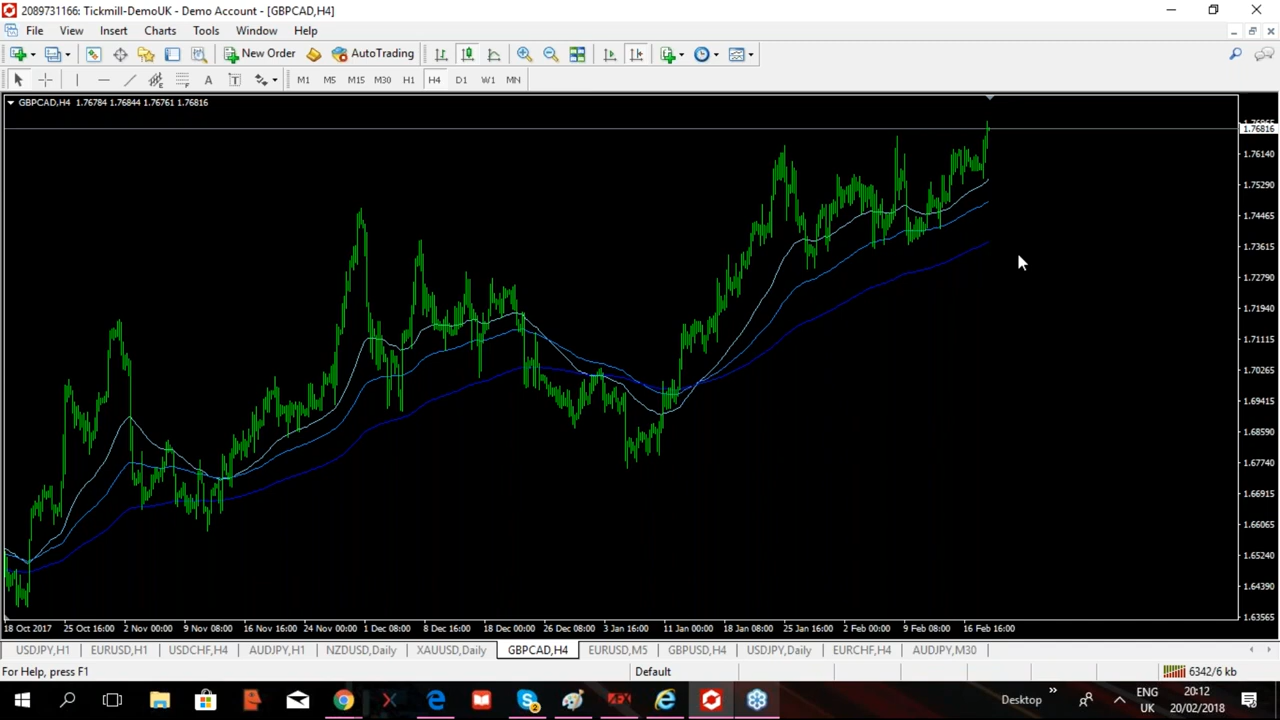 2089731166: Tickmill-DemoUK - Demo Account - [GBPCAD,H4]
File View Insert Charts Tools Window Help
New Order AutoTrading
A T M1 M5 M15 M30 H1 H4 D1 W1 MN
GBPCAD,H4 1.76784 1.76844 1.76761 1.76816
1.76816
1.76140
1.75290
1.74465
1.73615
1.72790
1.71940
1.71115
1.70265
1.69415
1.68590
1.67740
1.66915
1.66065
1.65240
1.64390
1.63565
18 Oct 2017 25 Oct 16:00 2 Nov 00:00 9 Nov 08:00 16 Nov 16:00 24 Nov 00:00 1 Dec 08:00 8 Dec 16:00 18 Dec 00:00 26 Dec 08:00 3 Jan 16:00 11 Jan 00:00 18 Jan 08:00 25 Jan 16:00 2 Feb 00:00 9 Feb 08:00 16 Feb 16:00
USDJPY,H1 EURUSD,H1 USDCHF,H4 AUDJPY,H1 NZDUSD,Daily XAUUSD,Daily GBPCAD,H4 EURUSD,M5 GBPUSD,H4 USDJPY,Daily EURCHF,H4 AUDJPY,M30
For Help, press F1 Default 6342/6 kb
Desktop ENG 20:12
UK 20/02/2018